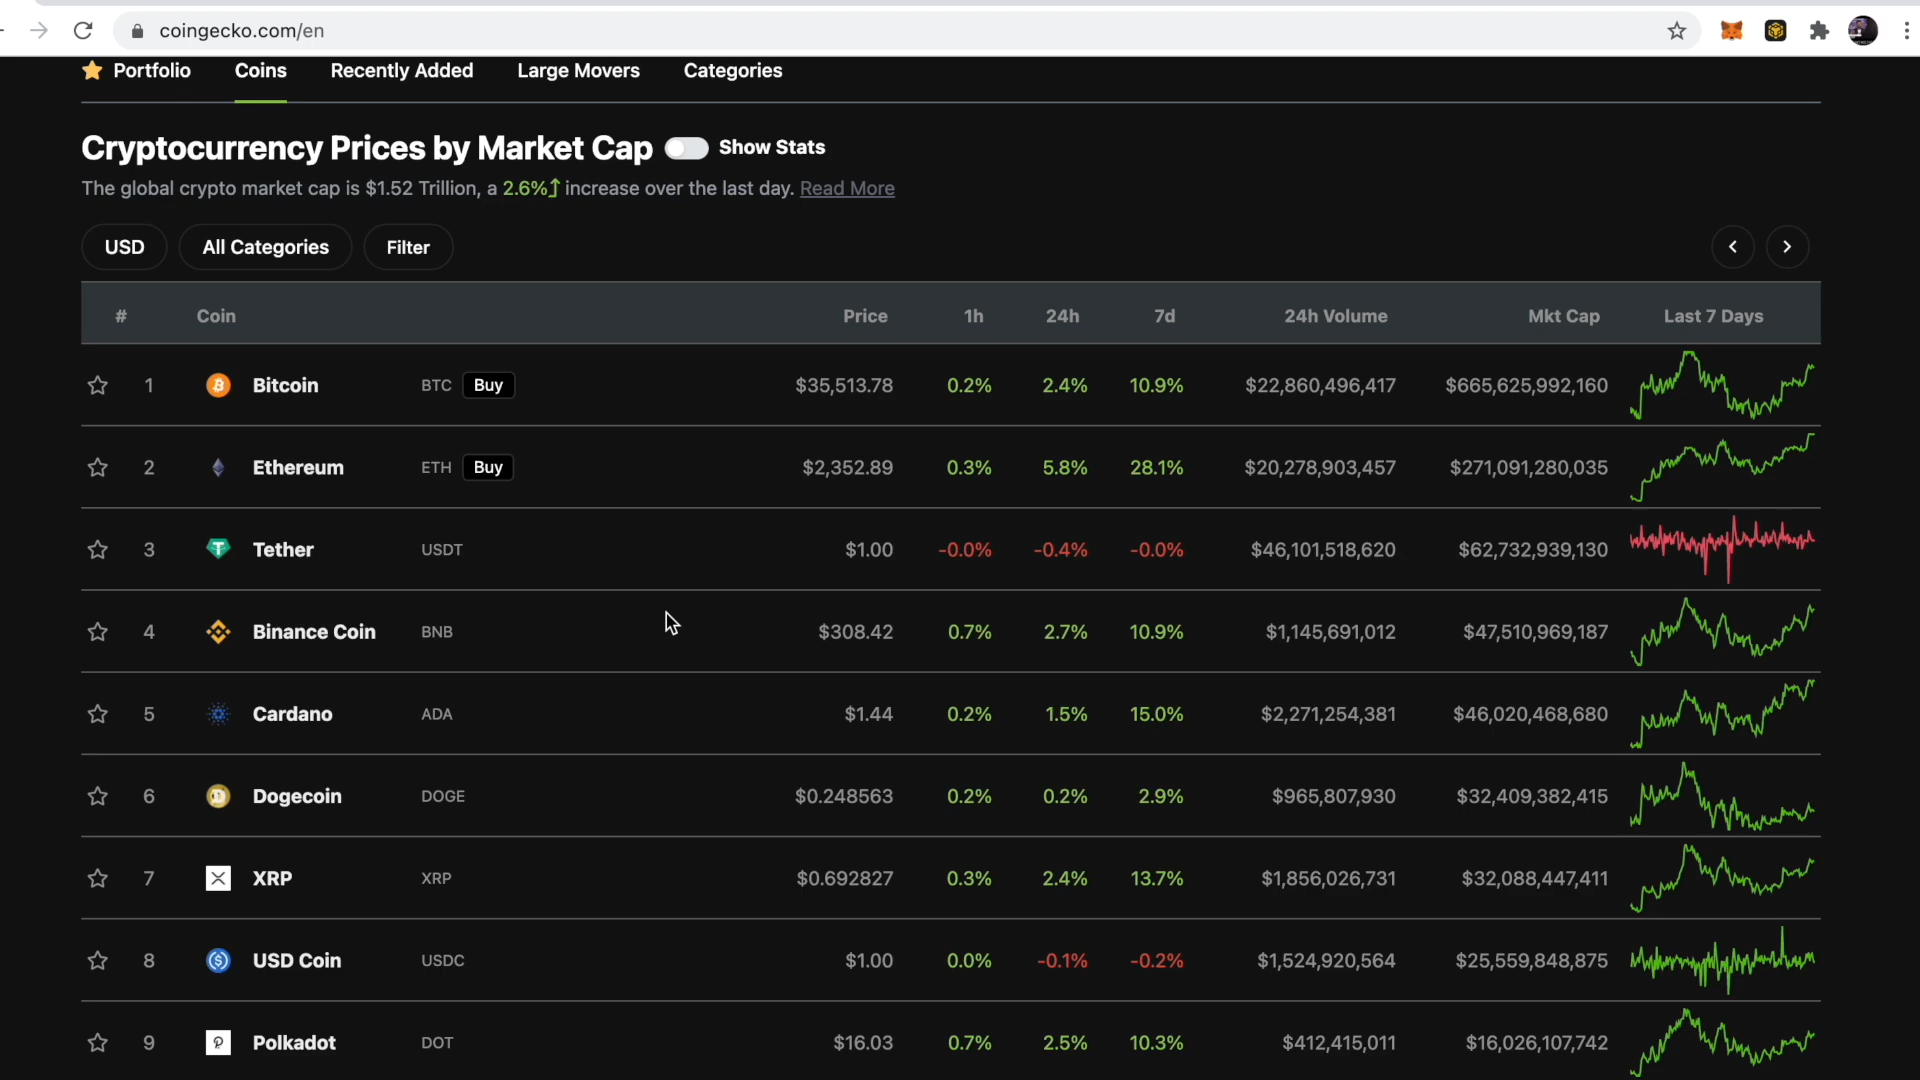 coingecko.com/en
Portfolio Coins Recently Added Large Movers Categories
Cryptocurrency Prices by Market Cap Show Stats
The global crypto market cap is $1.52 Trillion, a 2.6% increase over the last day. Read More
USD All Categories Filter
# Coin Price 1h 24h 7d 24h Volume Mkt Cap Last 7 Days
1 Bitcoin BTC Buy $35,513.78 0.2% 2.4% 10.9% $22,860,496,417 $665,625,992,160
2 Ethereum ETH Buy $2,352.89 0.3% 5.8% 28.1% $20,278,903,457 $271,091,280,035
3 Tether USDT $1.00 -0.0% -0.4% -0.0% $46,101,518,620 $62,732,939,130
4 Binance Coin BNB $308.42 0.7% 2.7% 10.9% $1,145,691,012 $47,510,969,187
5 Cardano ADA $1.44 0.2% 1.5% 15.0% $2,271,254,381 $46,020,468,680
6 Dogecoin DOGE $0.248563 0.2% 0.2% 2.9% $965,807,930 $32,409,382,415
7 XRP XRP $0.692827 0.3% 2.4% 13.7% $1,856,026,731 $32,088,447,411
8 USD Coin USDC $1.00 0.0% -0.1% -0.2% $1,524,920,564 $25,559,848,875
9 Polkadot DOT $16.03 0.7% 2.5% 10.3% $412,415,011 $16,026,107,742